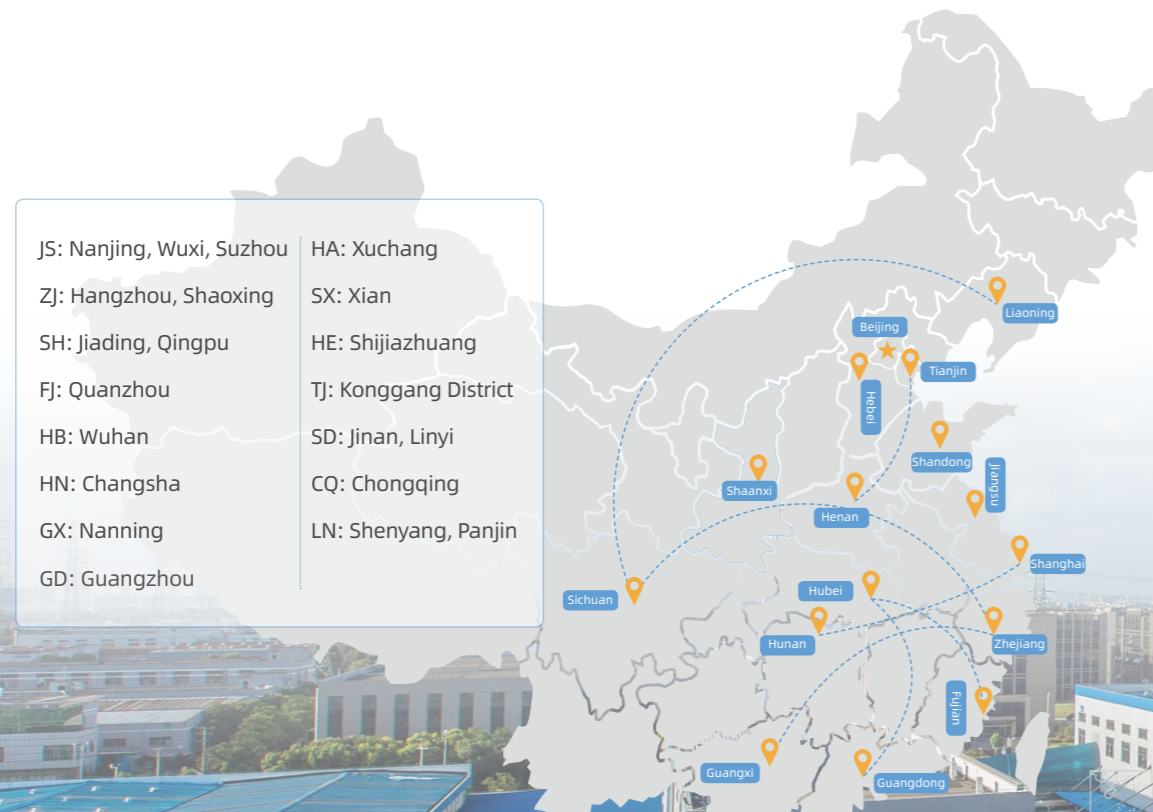 JS: Nanjing, Wuxi, Suzhou
ZJ: Hangzhou, Shaoxing
SH: Jiading, Qingpu
FJ: Quanzhou
HB: Wuhan
HN: Changsha
GX: Nanning
GD: Guangzhou
HA: Xuchang
SX: Xian
HE: Shijiazhuang
TJ: Konggang District
SD: Jinan, Linyi
CQ: Chongqing
LN: Shenyang, Panjin
Liaoning
Beijing
Tianjin
Hebei
Shandong
Jiangsu
Shaanxi
Henan
Shanghai
Sichuan
Hubei
Hunan
Zhejiang
Fujian
Guangxi
Guangdong